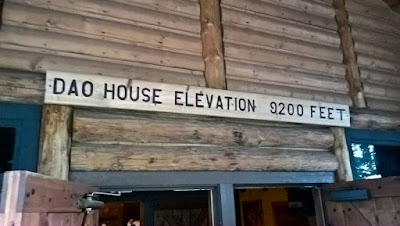 DAO HOUSE ELEVATION 9200 FEET